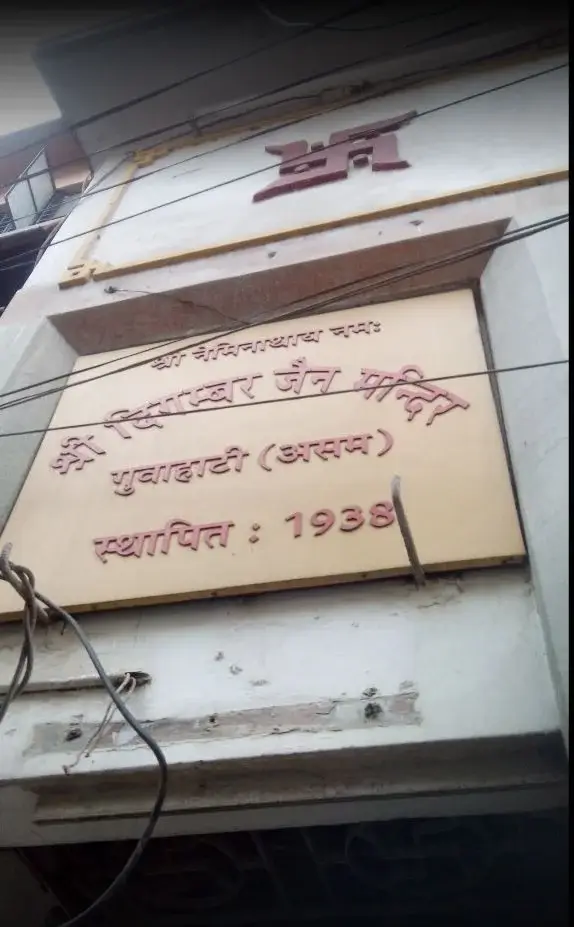 श्री नेमिनाथाय नमः
श्री दिगम्बर जैन मन्दिर
गुवाहाटी (असम)
स्थापित : 1938